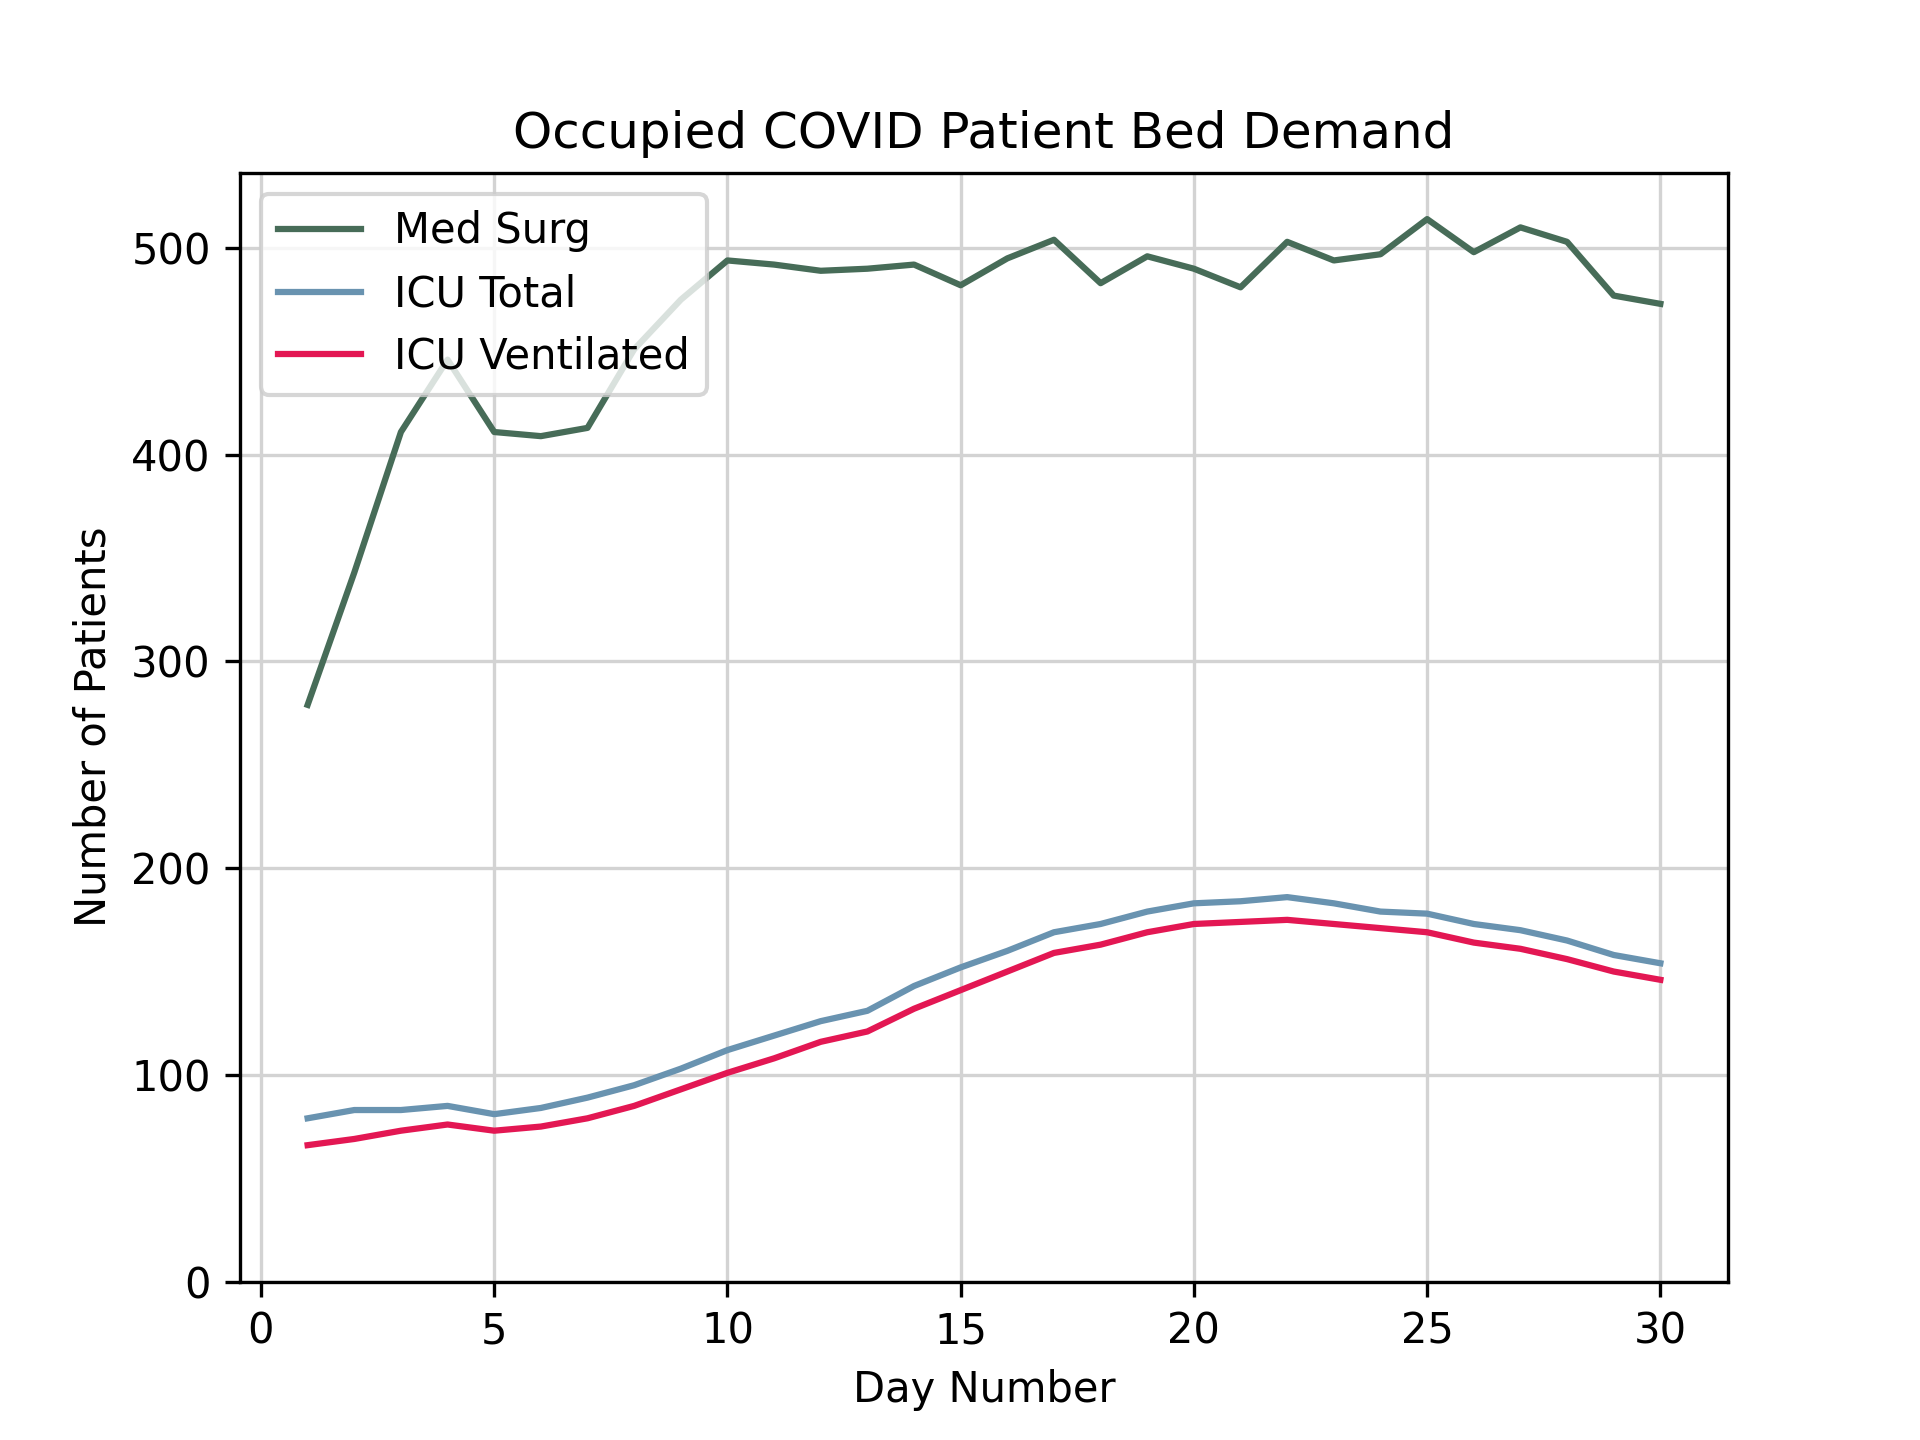 Occupied COVID Patient Bed Demand
Med Surg
ICU Total
ICU Ventilated
Number of Patients
500
400
300
200
100
0
0 5 10 15 20 25 30
Day Number